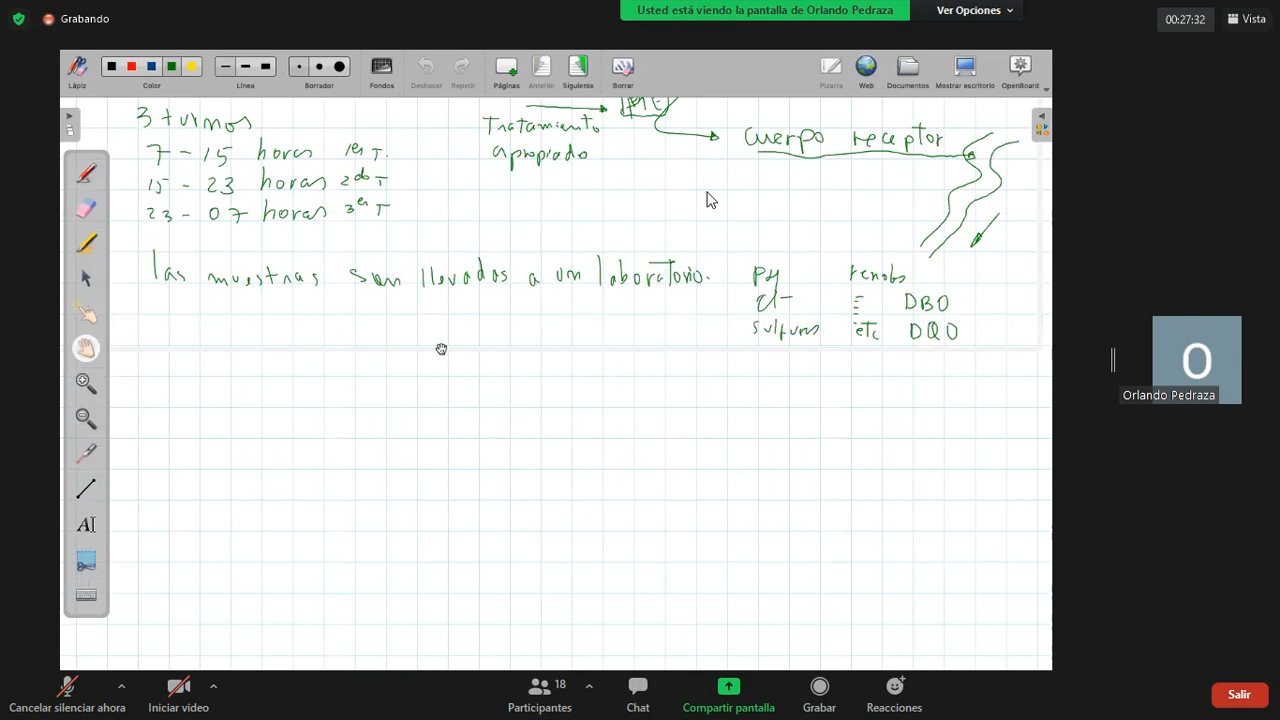 Grabando
Usted está viendo la pantalla de Orlando Pedraza
Ver Opciones
00:27:32
Vista
Lápiz
Color
Línea
Borrador
Fondos
Deshacer
Repetir
Páginas
Anterior
Siguiente
Borrar
Pizarra
Web
Documentos
Mostrar escritorio
OpenBoard
3 turnos
7 - 15 horas 1er T.
15 - 23 horas 2do T
23 - 07 horas 3er T
Tratamiento
apropiado
cuerpo receptor
las muestras son llevadas a un laboratorio.
PH Fenoles
Cl- DBO
sulfuros etc DQO
O
Orlando Pedraza
Cancelar silenciar ahora
Iniciar video
18
Participantes
Chat
Compartir pantalla
Grabar
Reacciones
Salir